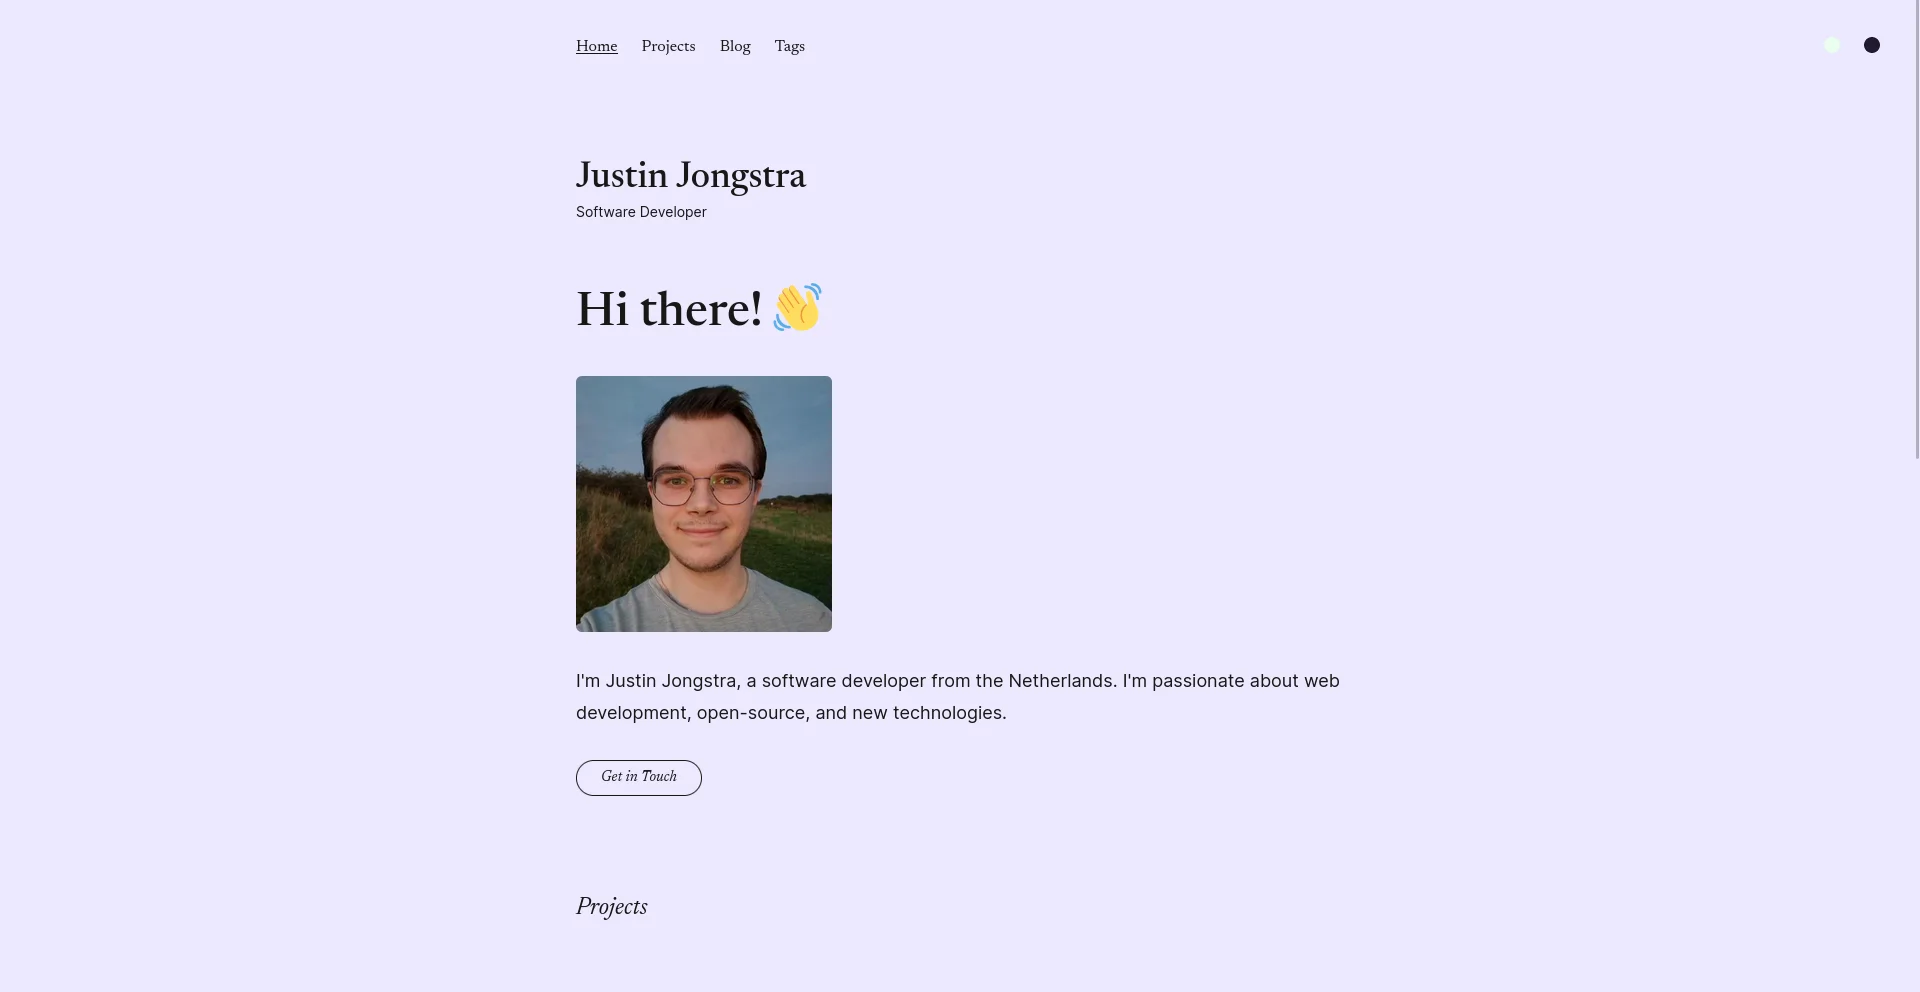 Home Projects Blog Tags
Justin Jongstra
Software Developer
Hi there! 👋
I'm Justin Jongstra, a software developer from the Netherlands. I'm passionate about web
development, open-source, and new technologies.
Get in Touch
Projects